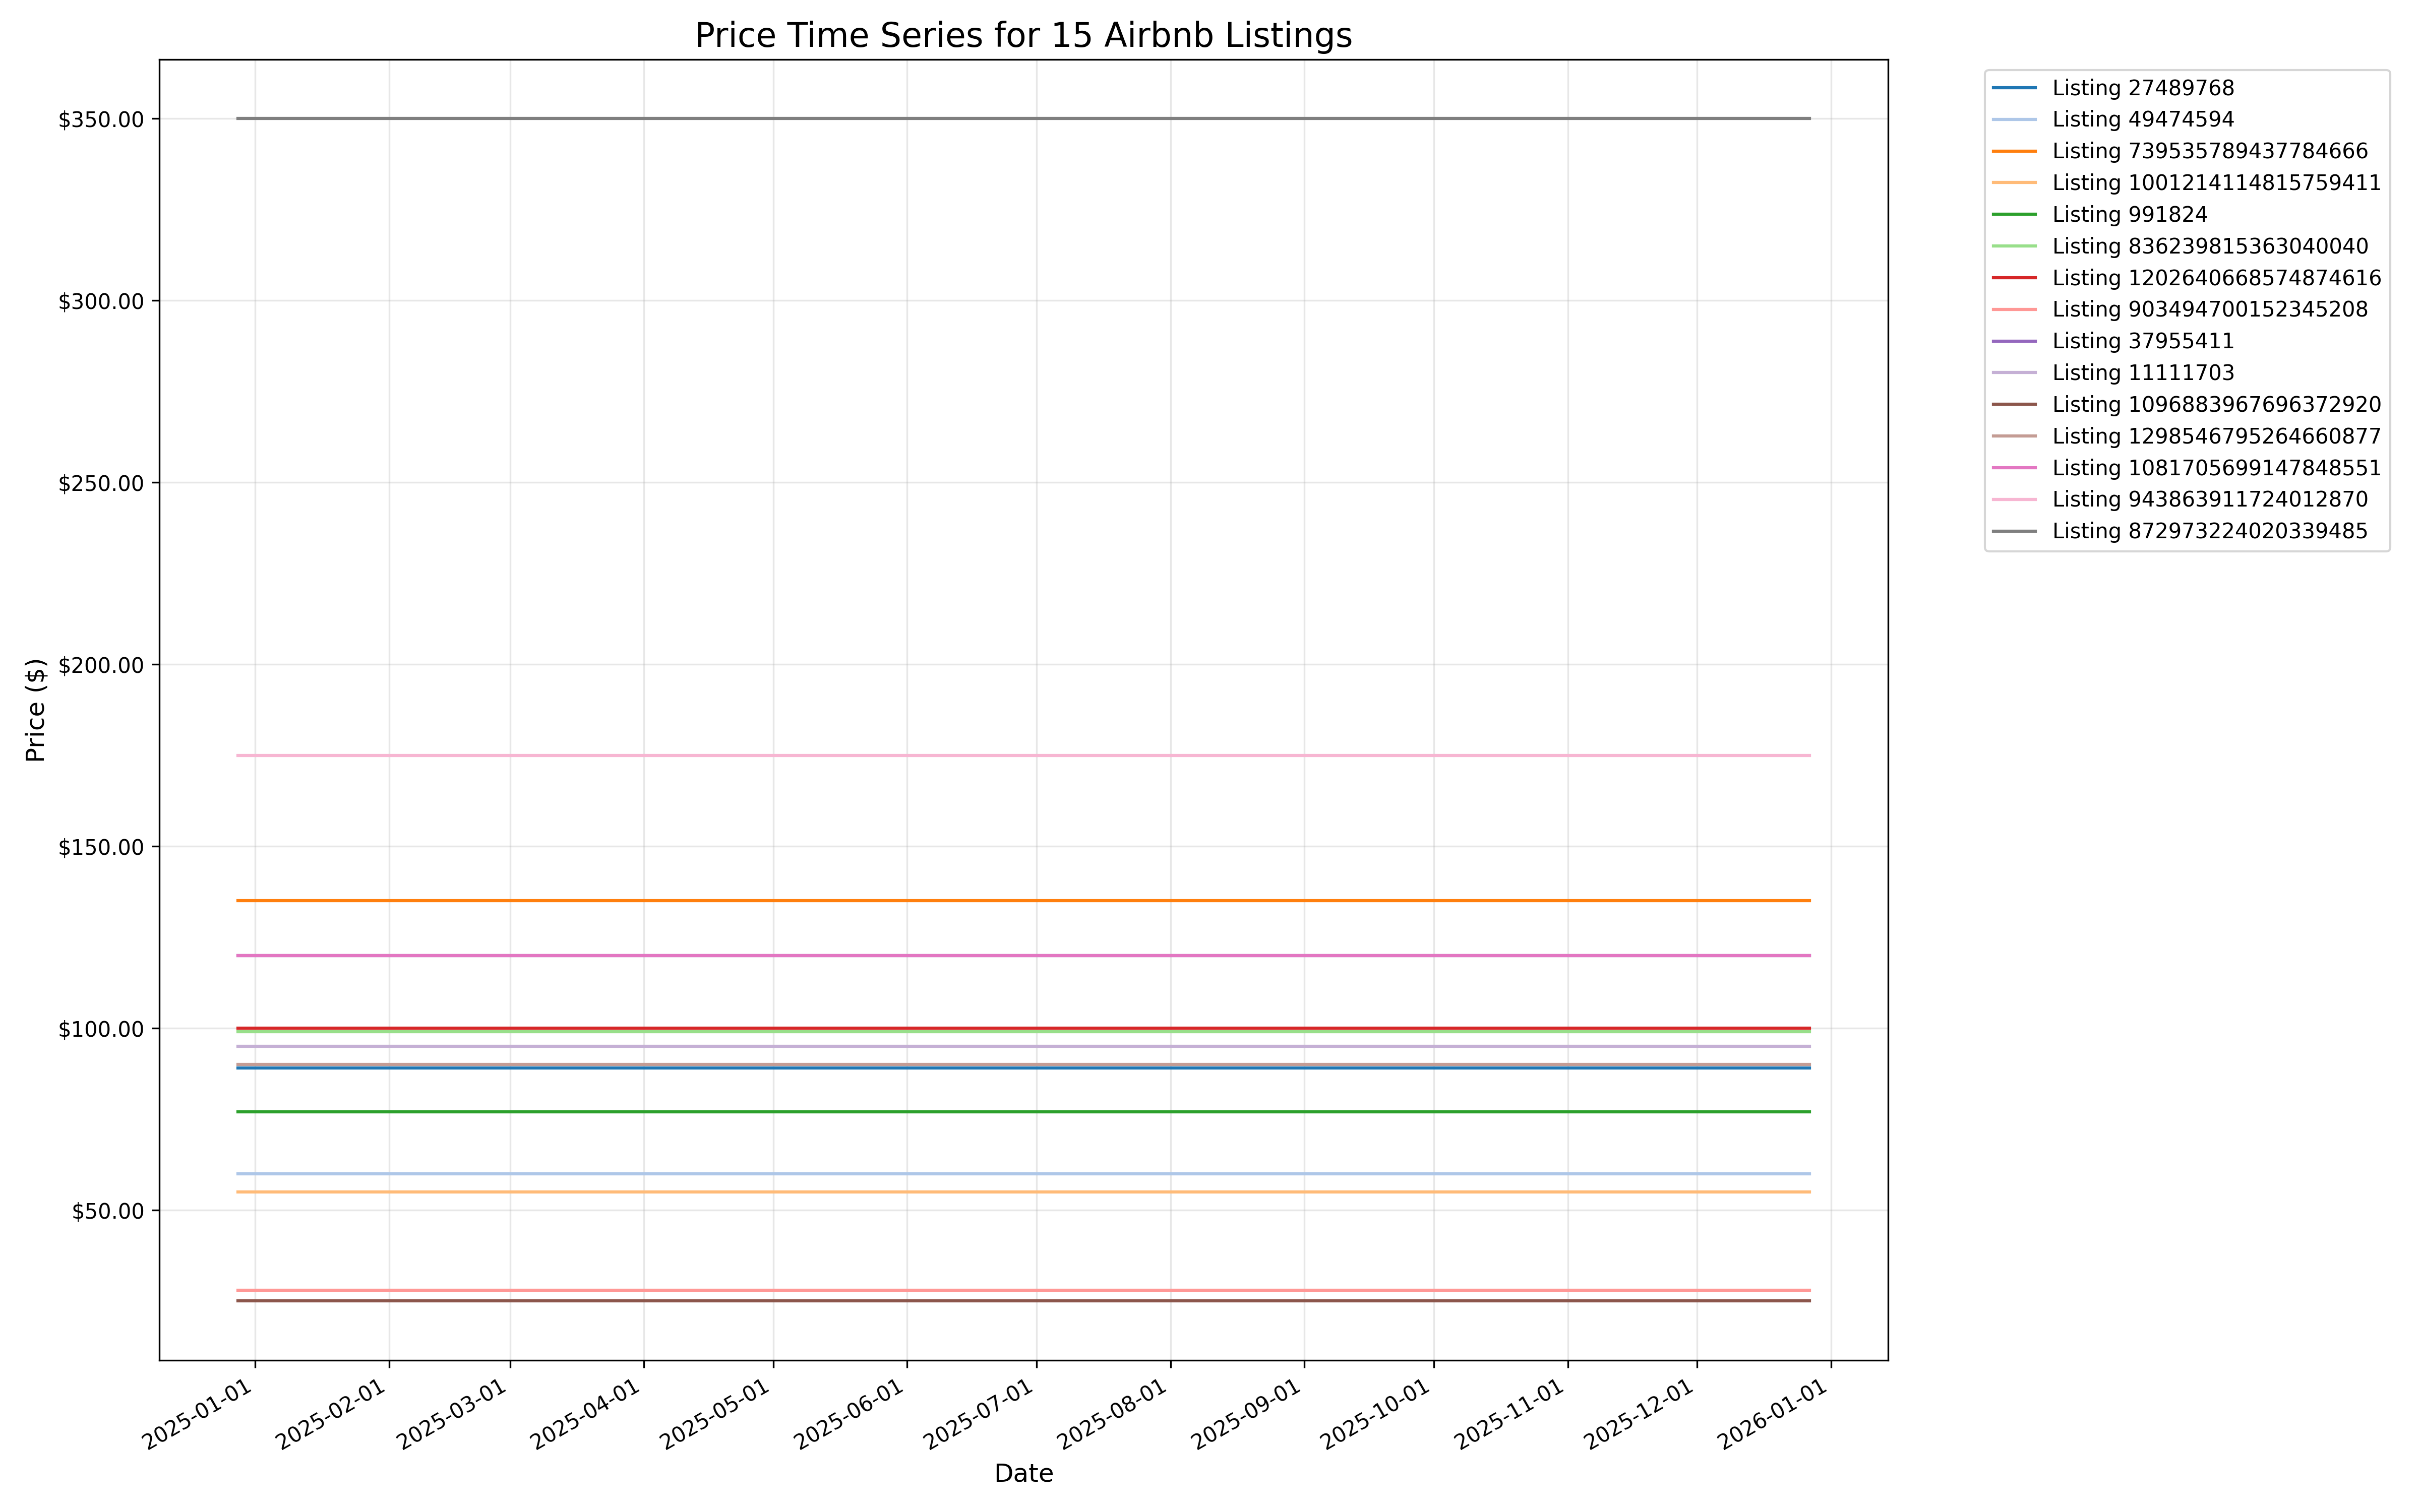 Price Time Series for 15 Airbnb Listings
Price ($)
$350.00
$300.00
$250.00
$200.00
$150.00
$100.00
$50.00
2025-01-01
2025-02-01
2025-03-01
2025-04-01
2025-05-01
2025-06-01
2025-07-01
2025-08-01
2025-09-01
2025-10-01
2025-11-01
2025-12-01
2026-01-01
Date
Listing 27489768
Listing 49474594
Listing 739535789437784666
Listing 1001214114815759411
Listing 991824
Listing 836239815363040040
Listing 1202640668574874616
Listing 903494700152345208
Listing 37955411
Listing 11111703
Listing 1096883967696372920
Listing 1298546795264660877
Listing 1081705699147848551
Listing 943863911724012870
Listing 872973224020339485